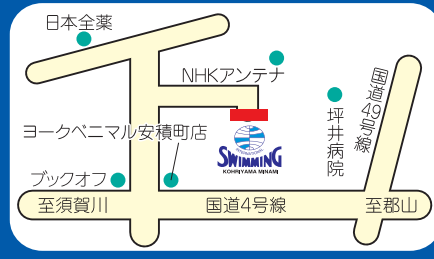 日本全薬
NHKアンテナ
国道49号線
坪井病院
ヨークベニマル安積町店
SWIMMING
KOHRIYAMA MINAMI
ブックオフ
至須賀川
国道4号線
至郡山